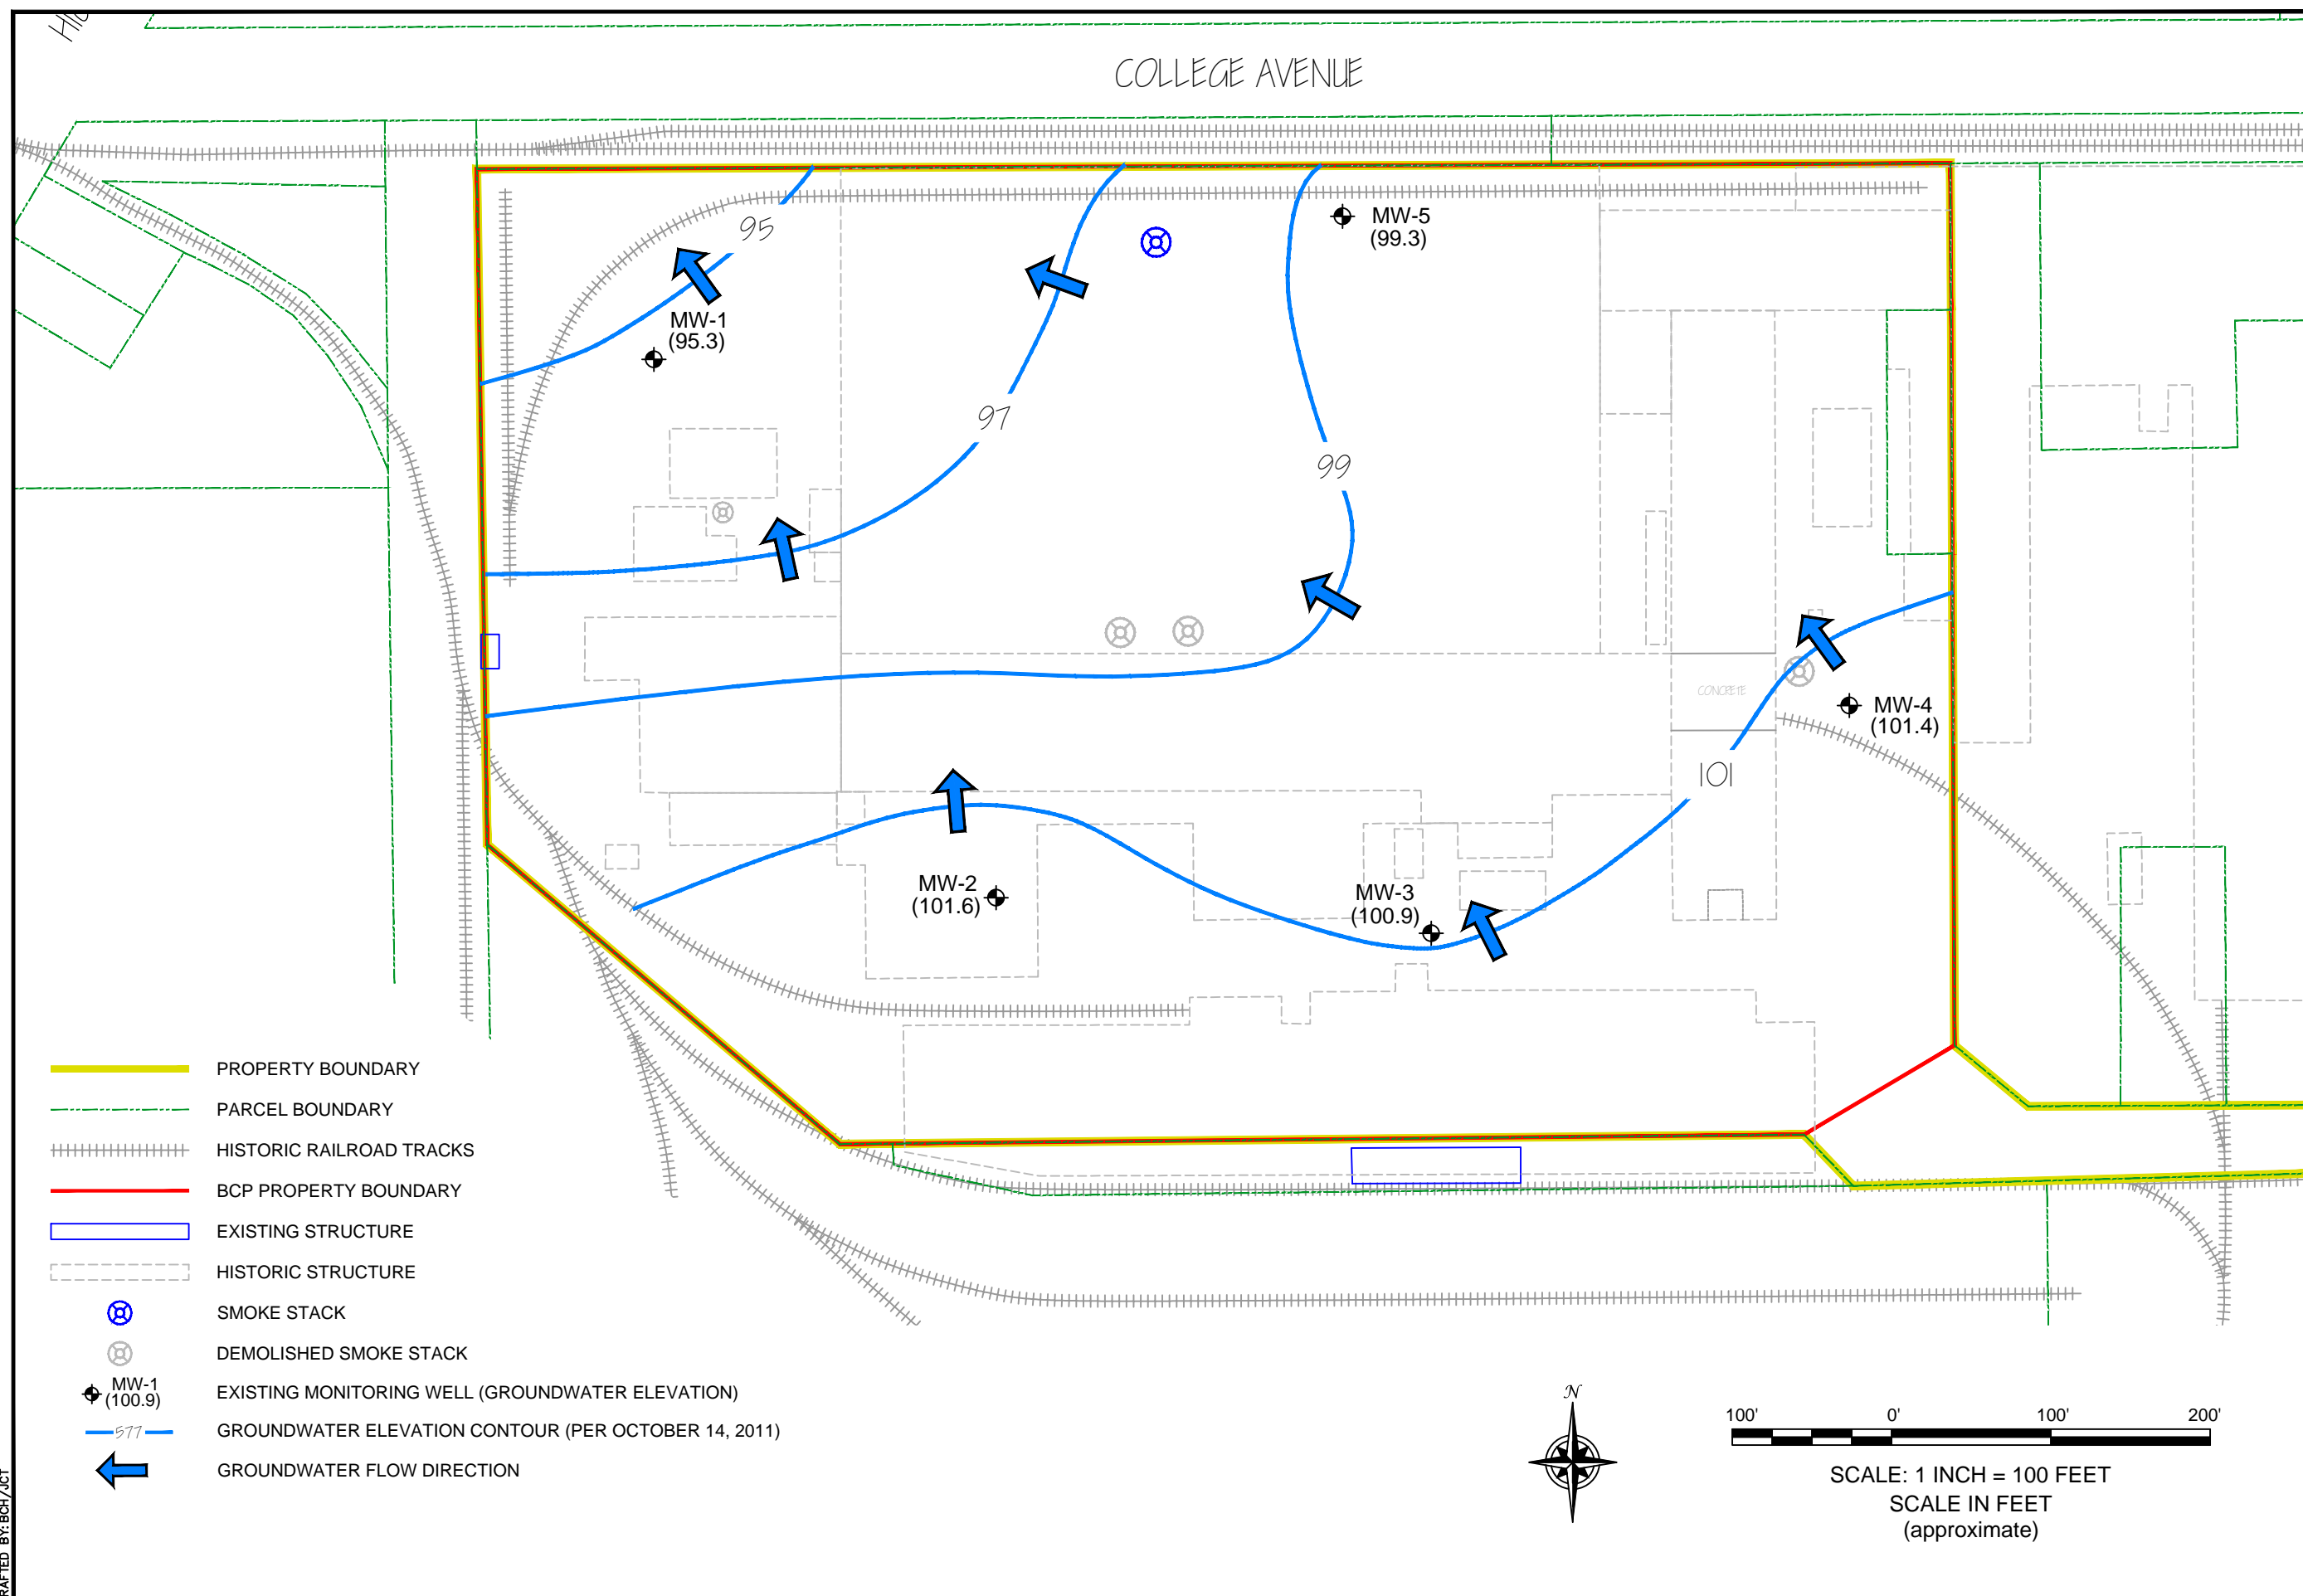 COLLEGE AVENUE
MW-5
(99.3)
95
MW-1
(95.3)
97
99
CONCRETE
MW-4
(101.4)
101
MW-2
(101.6)
MW-3
(100.9)
PROPERTY BOUNDARY
PARCEL BOUNDARY
HISTORIC RAILROAD TRACKS
BCP PROPERTY BOUNDARY
EXISTING STRUCTURE
HISTORIC STRUCTURE
SMOKE STACK
DEMOLISHED SMOKE STACK
MW-1
(100.9)
EXISTING MONITORING WELL (GROUNDWATER ELEVATION)
577
GROUNDWATER ELEVATION CONTOUR (PER OCTOBER 14, 2011)
GROUNDWATER FLOW DIRECTION
N
100' 0' 100' 200'
SCALE: 1 INCH = 100 FEET
SCALE IN FEET
(approximate)
RAFTED BY: BCH/JCT